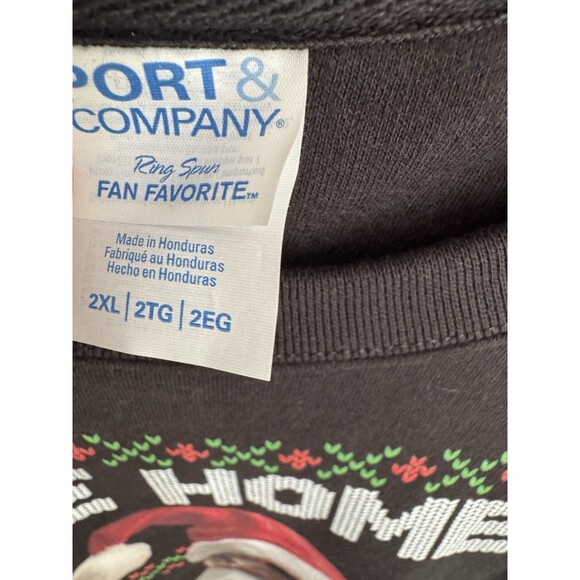 PORT &
COMPANY®
Ring Spun
FAN FAVORITE™
Made in Honduras
Fabriqué au Honduras
Hecho en Honduras
2XL | 2TG | 2EG
E HOME